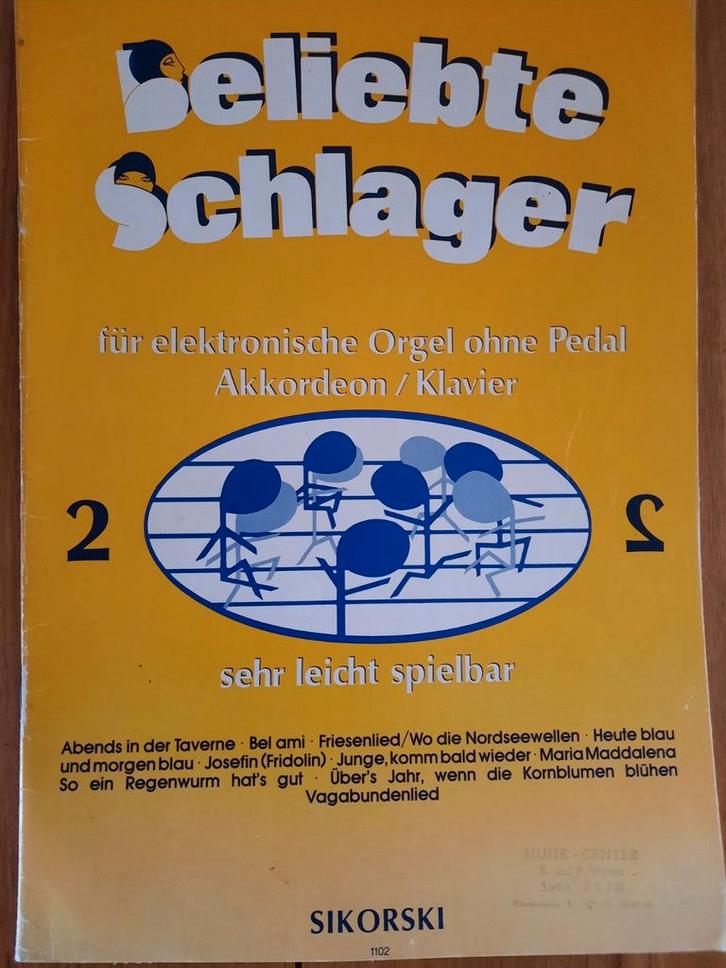 Beliebte
Schlager
für elektronische Orgel ohne Pedal
Akkordeon / Klavier
2 2
sehr leicht spielbar
Abends in der Taverne · Bel ami · Friesenlied/Wo die Nordseewellen · Heute blau
und morgen blau · Josefin (Fridolin) · Junge, komm bald wieder · Maria Maddalena
So ein Regenwurm hat's gut · Über's Jahr, wenn die Kornblumen blühen
Vagabundenlied
MUSIK - CENTER
K. und F.
SIKORSKI
1102